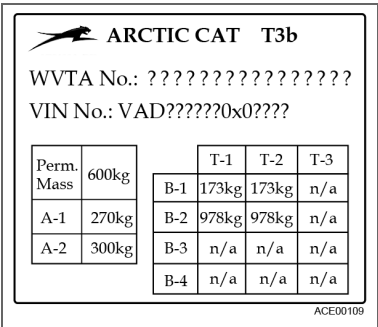 ARCTIC CAT T3b
WVTA No.: ????????????????
VIN No.: VAD??????0x0????
Perm. Mass 600kg
A-1 270kg
A-2 300kg
T-1 T-2 T-3
B-1 173kg 173kg n/a
B-2 978kg 978kg n/a
B-3 n/a n/a n/a
B-4 n/a n/a n/a
ACE00109